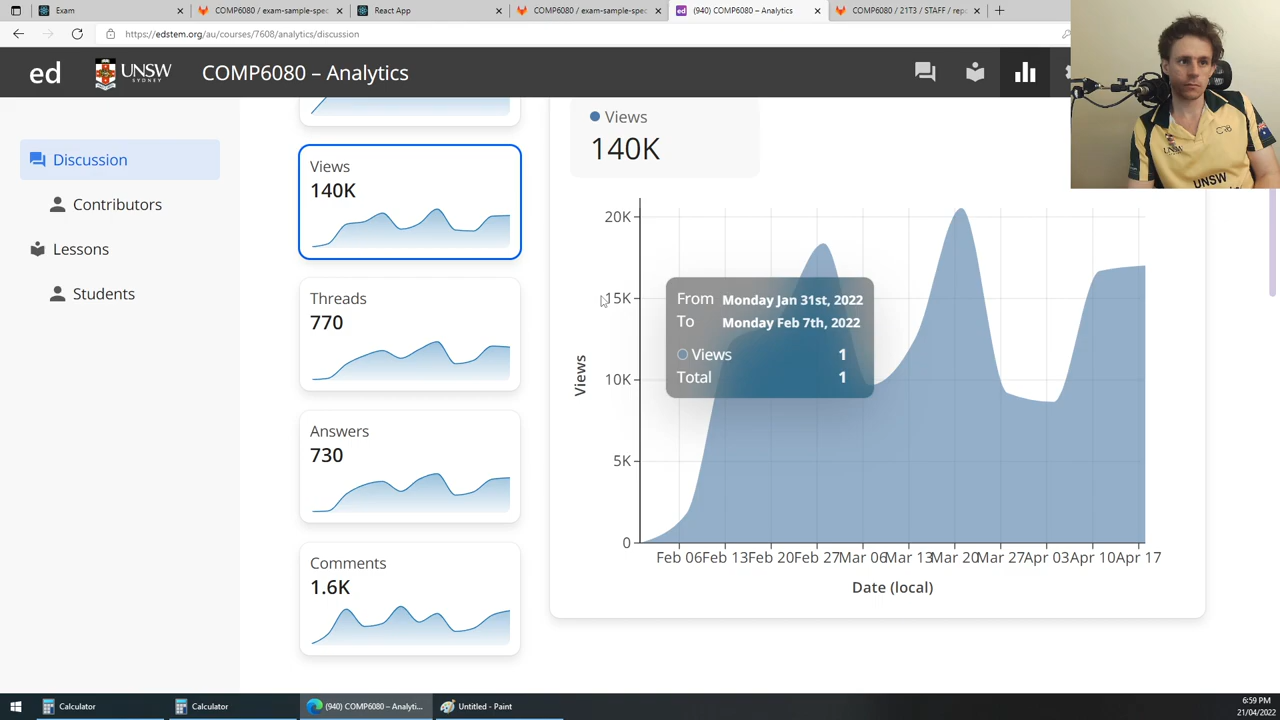 Exam
COMP6080 / exam-sample-spec
React App
COMP6080 / exam-sample-spec
(940) COMP6080 – Analytics
COMP6080 / 21T3 / STAFF / rep
https://edstem.org/au/courses/7608/analytics/discussion
ed
UNSW
SYDNEY
COMP6080 – Analytics
Discussion
Contributors
Lessons
Students
Views
140K
Threads
770
Answers
730
Comments
1.6K
Views
140K
20K
15K
10K
5K
0
Views
From Monday Jan 31st, 2022
To Monday Feb 7th, 2022
Views 1
Total 1
Feb 06 Feb 13 Feb 20 Feb 27 Mar 06 Mar 13 Mar 20 Mar 27 Apr 03 Apr 10 Apr 17
Date (local)
UNSW
Calculator
Calculator
(940) COMP6080 – Analyti...
Untitled - Paint
6:59 PM
21/04/2022